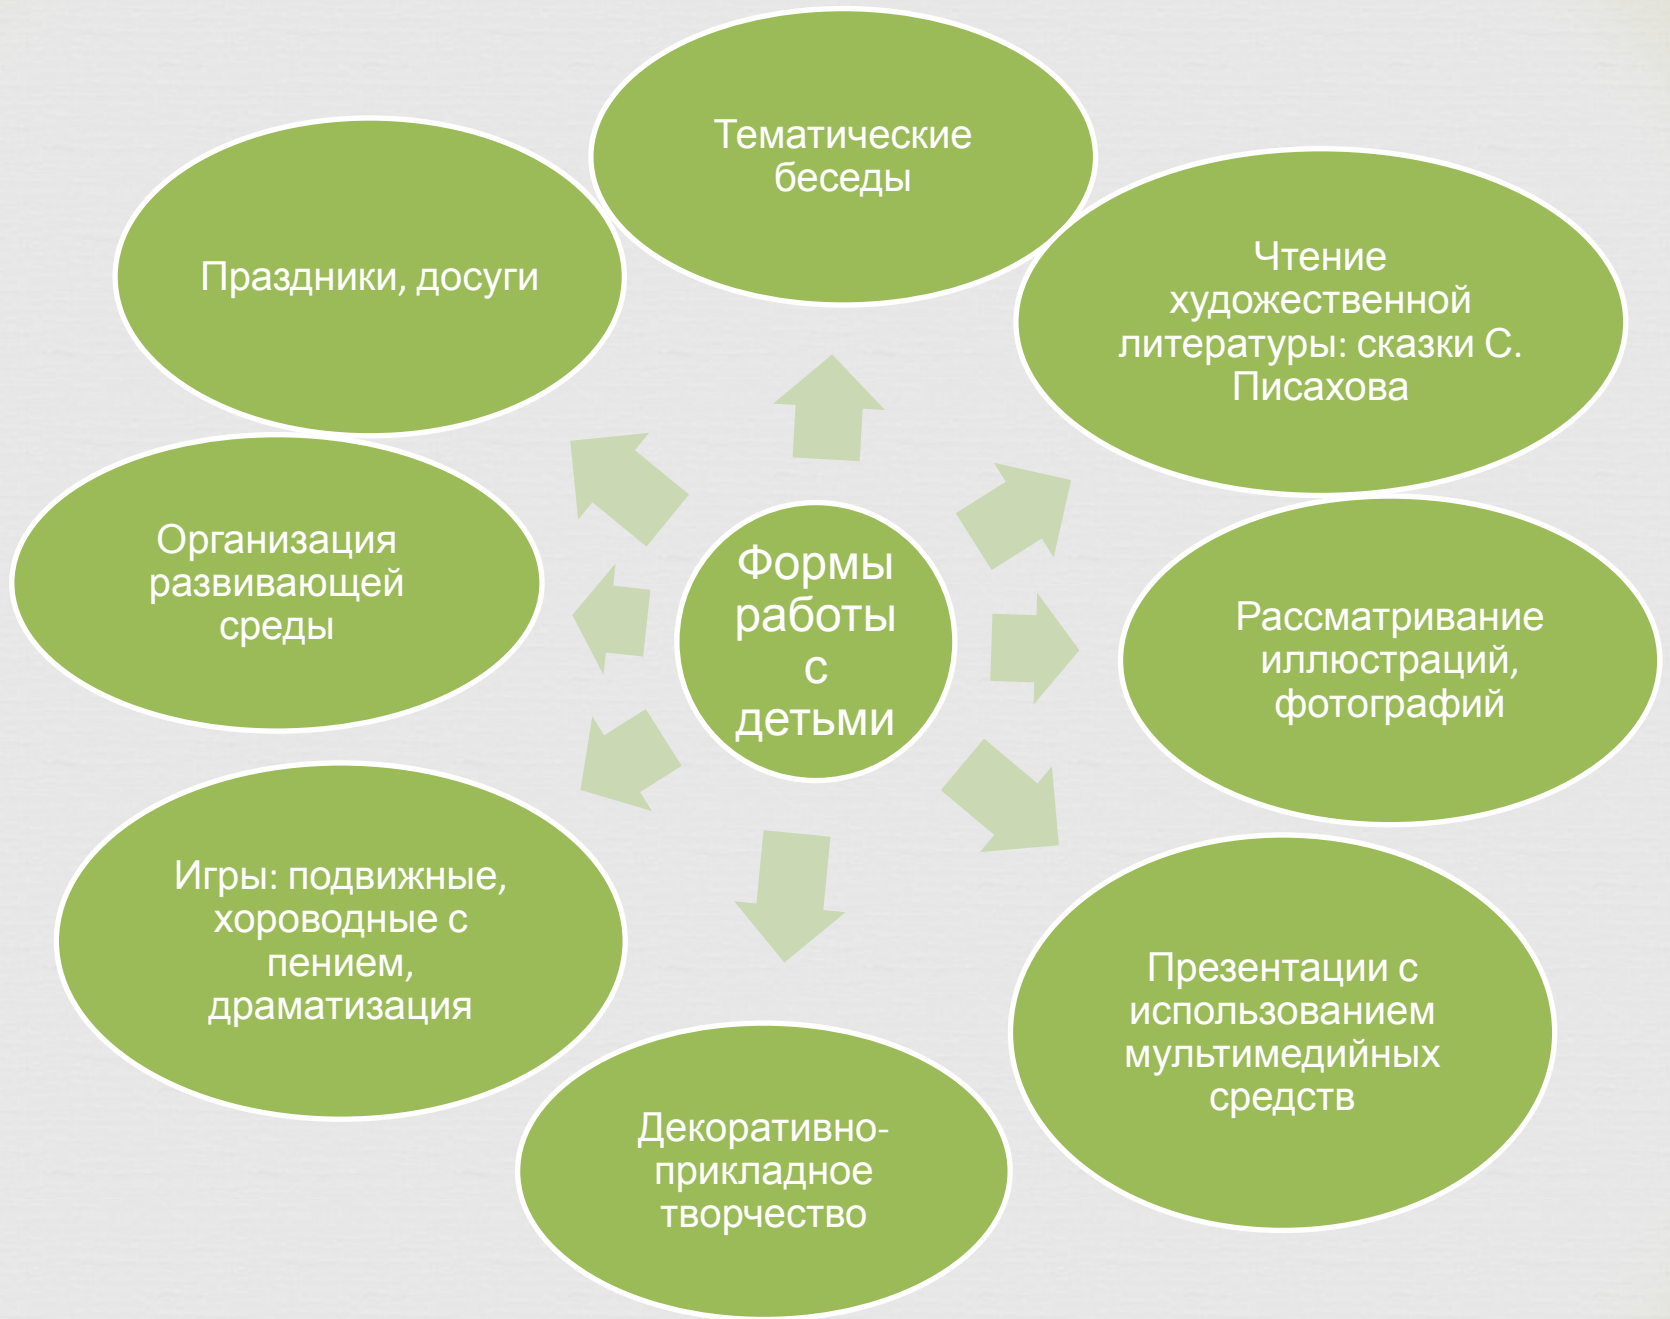 Тематические
беседы
Чтение
художественной
литературы: сказки С.
Писахова
Рассматривание
иллюстраций,
фотографий
Презентации с
использованием
мультимедийных
средств
Декоративно-
прикладное
творчество
Игры: подвижные,
хороводные с
пением,
драматизация
Организация
развивающей
среды
Праздники, досуги
Формы
работы
с
детьми